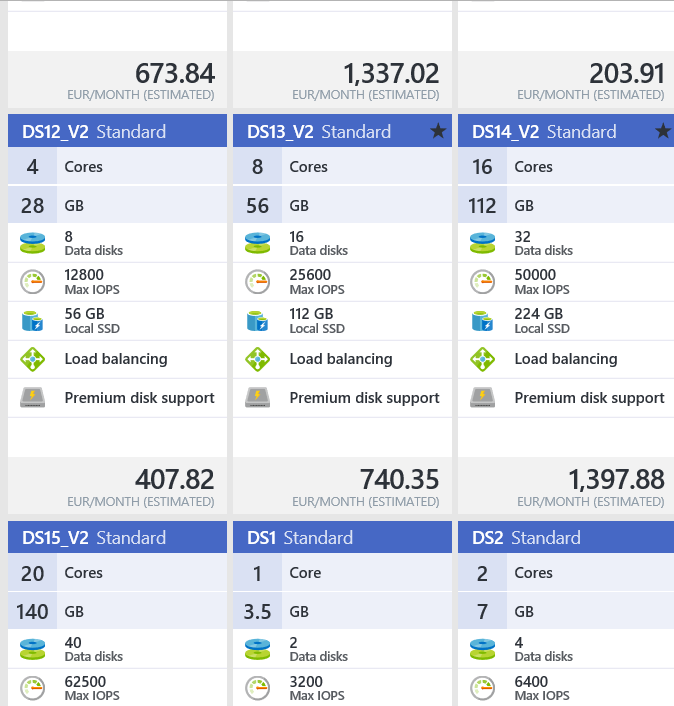 673.84
EUR/MONTH (ESTIMATED)
1,337.02
EUR/MONTH (ESTIMATED)
203.91
EUR/MONTH (ESTIMATED)
DS12_V2 Standard
4 Cores
28 GB
8
Data disks
12800
Max IOPS
56 GB
Local SSD
Load balancing
Premium disk support
407.82
EUR/MONTH (ESTIMATED)
DS13_V2 Standard
8 Cores
56 GB
16
Data disks
25600
Max IOPS
112 GB
Local SSD
Load balancing
Premium disk support
740.35
EUR/MONTH (ESTIMATED)
DS14_V2 Standard
16 Cores
112 GB
32
Data disks
50000
Max IOPS
224 GB
Local SSD
Load balancing
Premium disk support
1,397.88
EUR/MONTH (ESTIMATED)
DS15_V2 Standard
20 Cores
140 GB
40
Data disks
62500
Max IOPS
DS1 Standard
1 Core
3.5 GB
2
Data disks
3200
Max IOPS
DS2 Standard
2 Cores
7 GB
4
Data disks
6400
Max IOPS